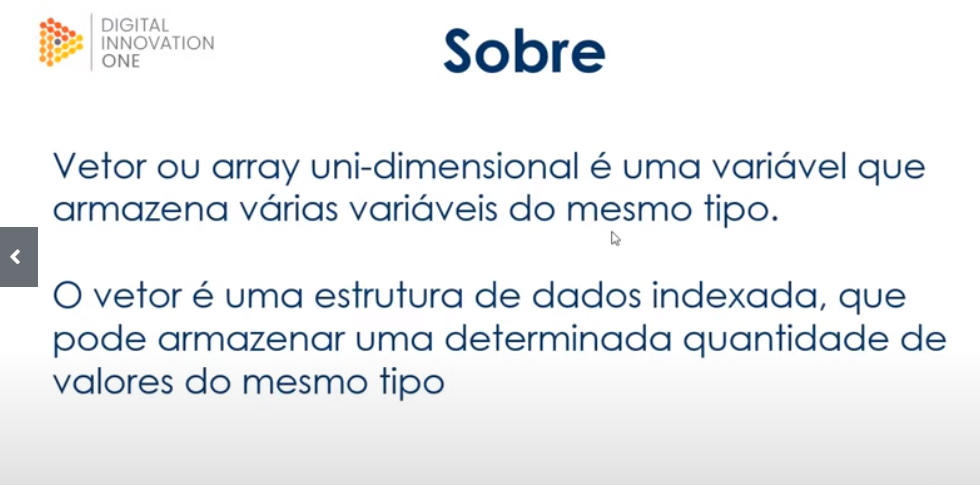 DIGITAL
INNOVATION
ONE
Sobre
Vetor ou array uni-dimensional é uma variável que
armazena várias variáveis do mesmo tipo.
O vetor é uma estrutura de dados indexada, que
pode armazenar uma determinada quantidade de
valores do mesmo tipo